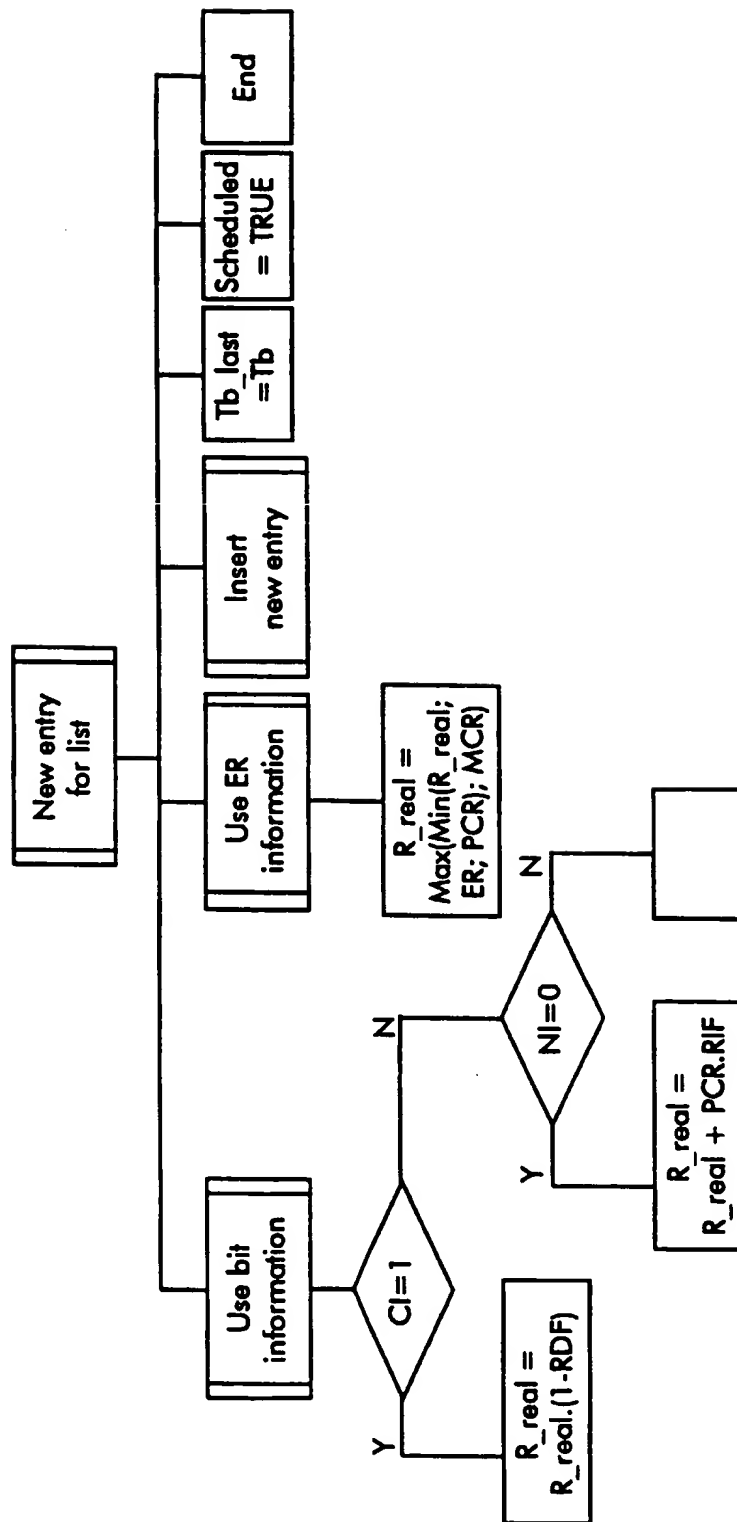 New entry
for list
Use bit
information
Use ER
information
Insert
new entry
Tb_last
=Tb
Scheduled
= TRUE
End
CI=1
Y
N
R_real =
R_real.(1-RDF)
NI=0
Y
N
R_real =
R_real + PCR.RIF
R_real =
Max(Min(R_real;
ER; PCR); MCR)